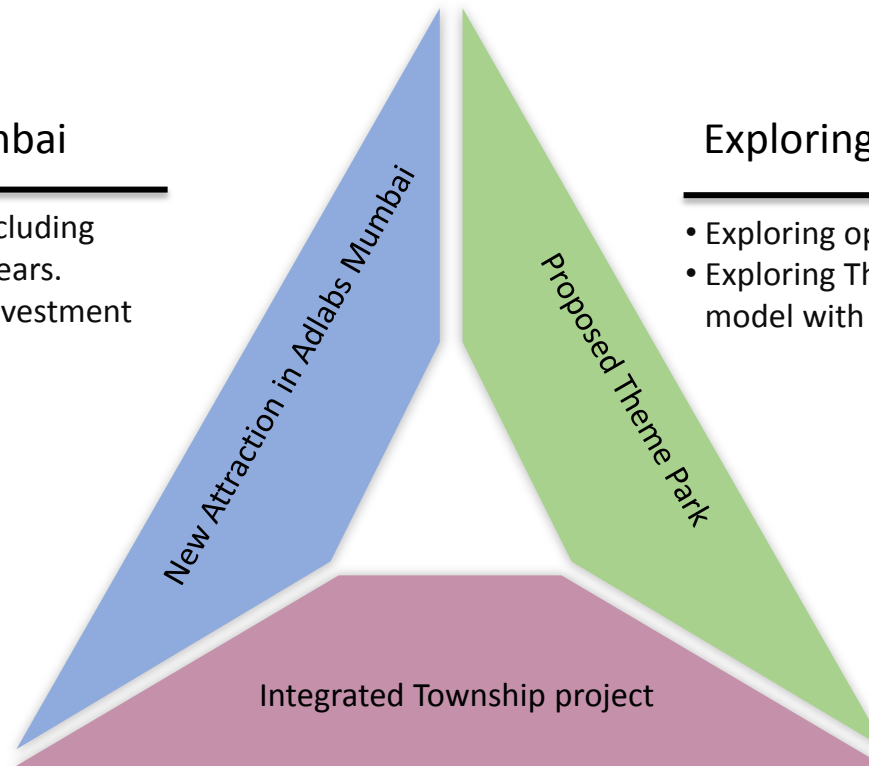 nbai
cluding
ears.
vestment
New Attraction in Adlabs Mumbai
Proposed Theme Park
Exploring
• Exploring op
• Exploring Th
model with
Integrated Township project